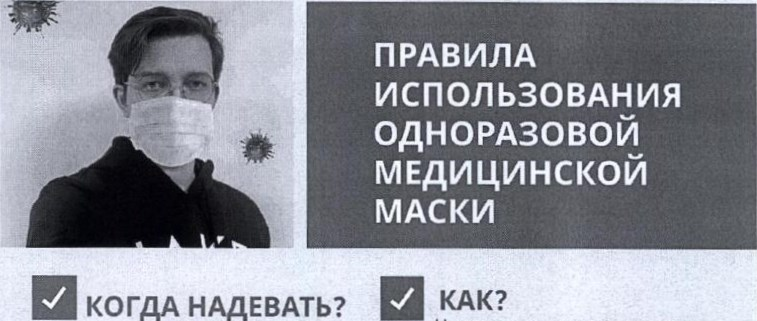 ПРАВИЛА
ИСПОЛЬЗОВАНИЯ
ОДНОРАЗОВОЙ
МЕДИЦИНСКОЙ
МАСКИ
КОГДА НАДЕВАТЬ?
КАК?